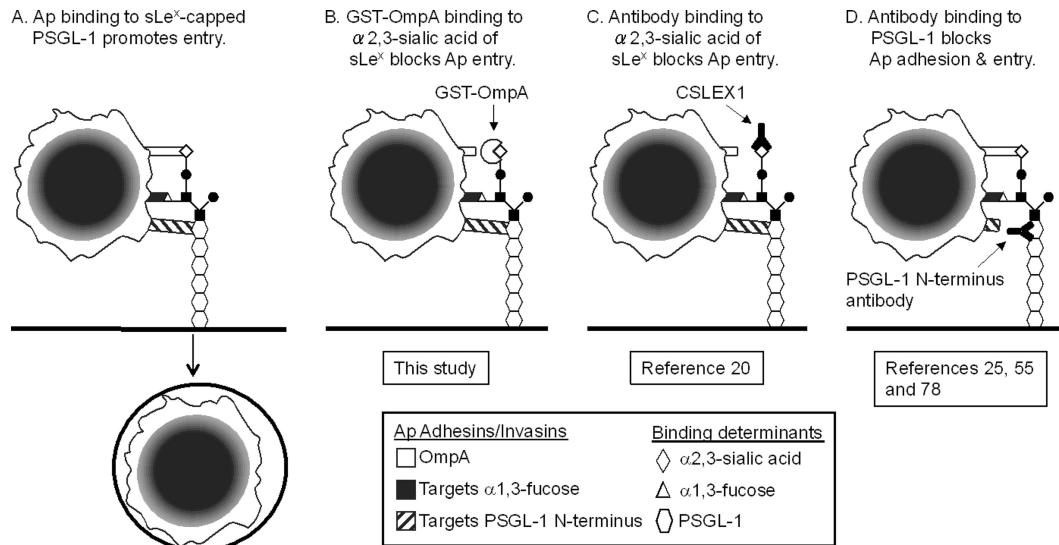 A. Ap binding to sLeˣ-capped
PSGL-1 promotes entry.
B. GST-OmpA binding to
α2,3-sialic acid of
sLeˣ blocks Ap entry.
C. Antibody binding to
α2,3-sialic acid of
sLeˣ blocks Ap entry.
D. Antibody binding to
PSGL-1 blocks
Ap adhesion & entry.
GST-OmpA
CSLEX1
PSGL-1 N-terminus
antibody
This study
Reference 20
References 25, 55
and 78
Ap Adhesins/Invasins
OmpA
Targets α1,3-fucose
Targets PSGL-1 N-terminus
Binding determinants
α2,3-sialic acid
α1,3-fucose
PSGL-1